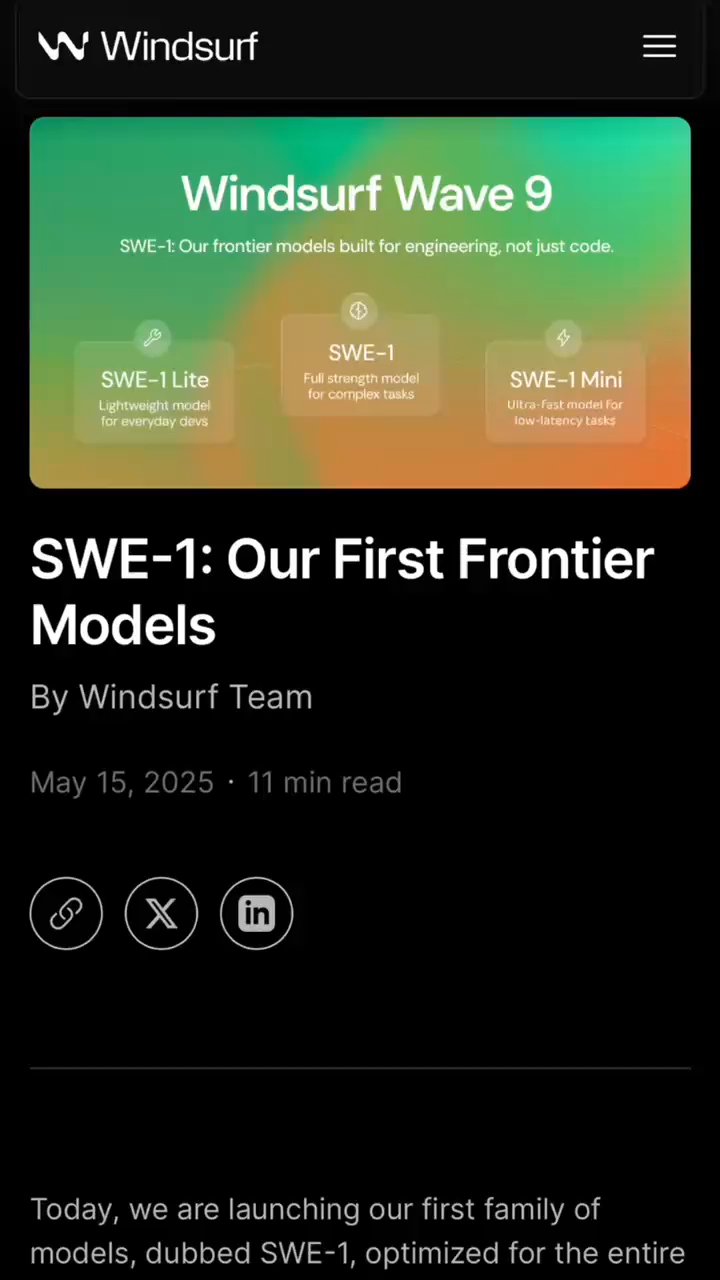 Windsurf
Windsurf Wave 9
SWE-1: Our frontier models built for engineering, not just code.
SWE-1 Lite
Lightweight model
for everyday devs
SWE-1
Full strength model
for complex tasks
SWE-1 Mini
Ultra-fast model for
low-latency tasks
SWE-1: Our First Frontier
Models
By Windsurf Team
May 15, 2025 · 11 min read
Today, we are launching our first family of
models, dubbed SWE-1, optimized for the entire